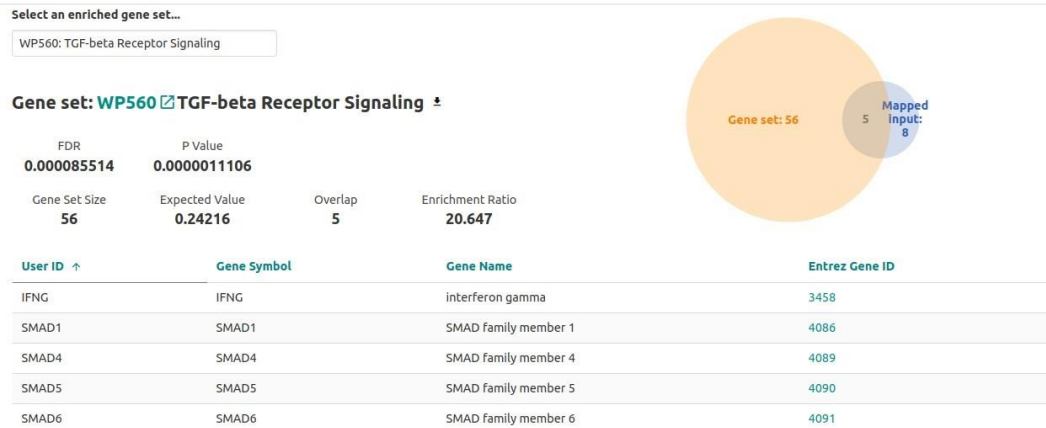 Select an enriched gene set...
WP560: TGF-beta Receptor Signaling
Gene set: WP560 TGF-beta Receptor Signaling
FDR P Value
0.000085514 0.0000011106
Gene Set Size Expected Value Overlap Enrichment Ratio
56 0.24216 5 20.647
Gene set: 56
5
Mapped
input:
8
User ID ↑ Gene Symbol Gene Name Entrez Gene ID
IFNG IFNG interferon gamma 3458
SMAD1 SMAD1 SMAD family member 1 4086
SMAD4 SMAD4 SMAD family member 4 4089
SMAD5 SMAD5 SMAD family member 5 4090
SMAD6 SMAD6 SMAD family member 6 4091